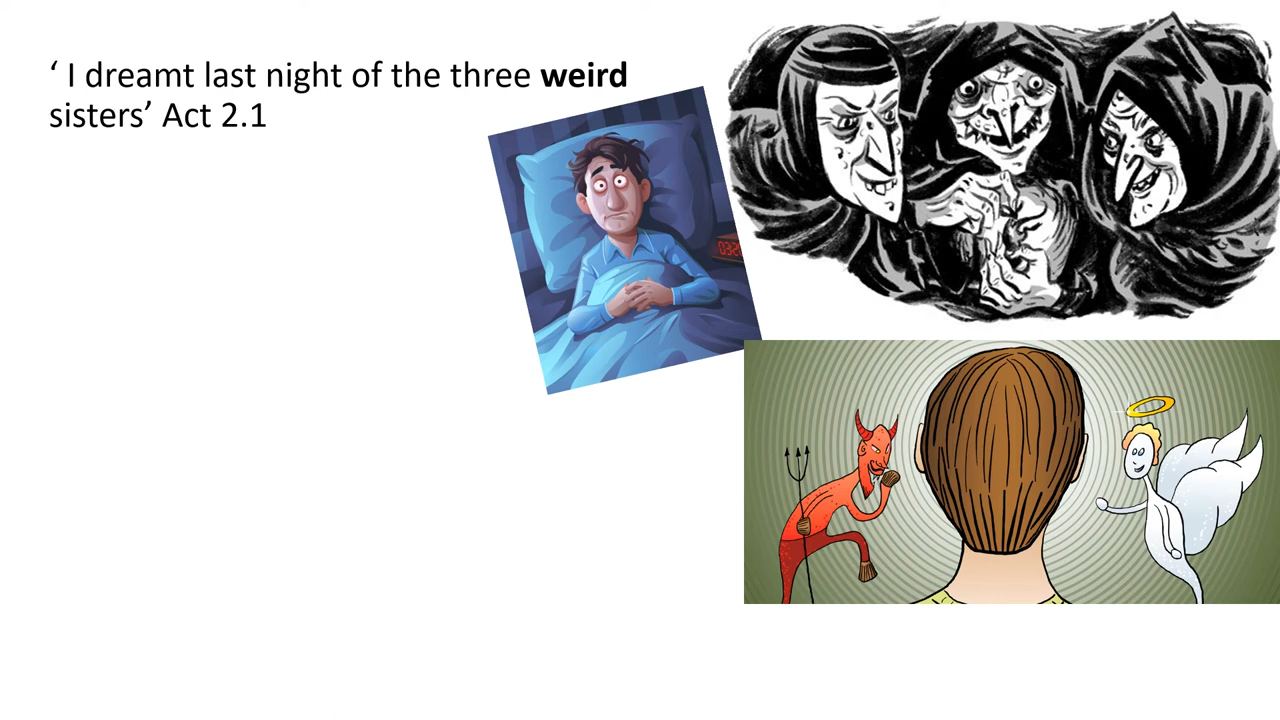 ‘ I dreamt last night of the three weird
sisters’ Act 2.1